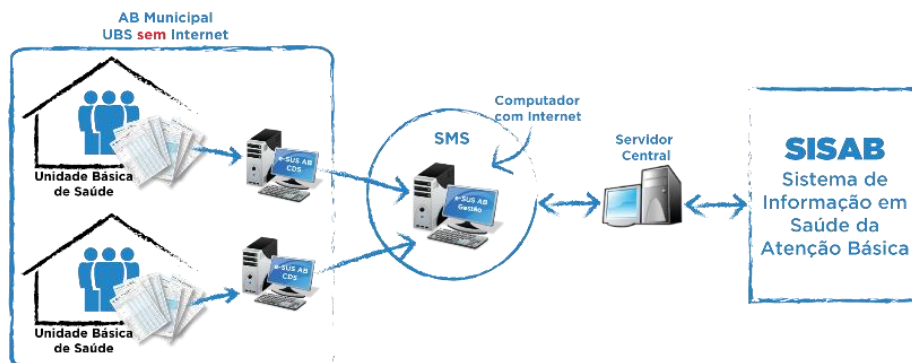 AB Municipal
UBS sem Internet
Unidade Básica
de Saúde
e-SUS AB
CDS
Unidade Básica
de Saúde
e-SUS AB
CDS
SMS
Computador
com Internet
e-SUS AB
Gestão
Servidor
Central
SISAB
Sistema de
Informação em
Saúde da
Atenção Básica